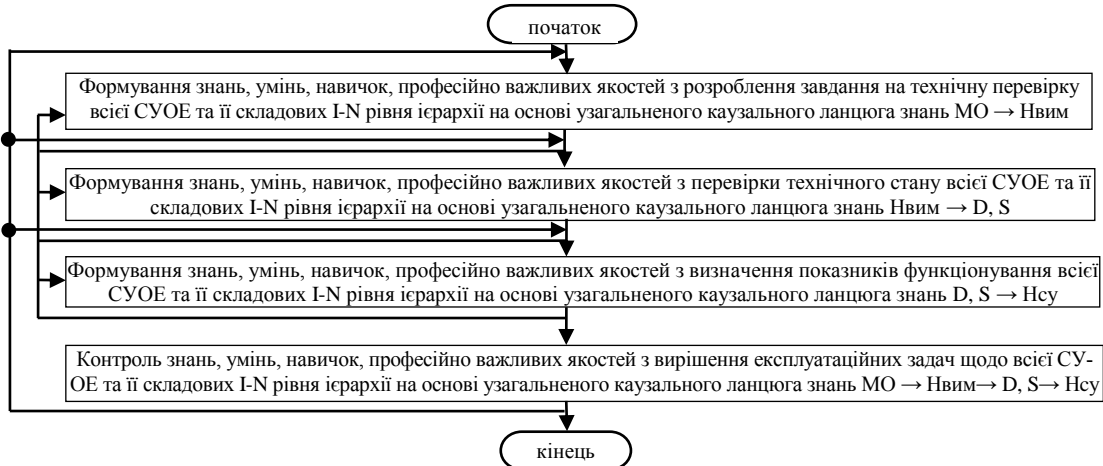 початок
Формування знань, умінь, навичок, професійно важливих якостей з розроблення завдання на технічну перевірку
всієї СУОЕ та її складових I-N рівня ієрархії на основі узагальненого каузального ланцюга знань МО → Нвим
Формування знань, умінь, навичок, професійно важливих якостей з перевірки технічного стану всієї СУОЕ та її
складових I-N рівня ієрархії на основі узагальненого каузального ланцюга знань Нвим → D, S
Формування знань, умінь, навичок, професійно важливих якостей з визначення показників функціонування всієї
СУОЕ та її складових I-N рівня ієрархії на основі узагальненого каузального ланцюга знань D, S → Нсу
Контроль знань, умінь, навичок, професійно важливих якостей з вирішення експлуатаційних задач щодо всієї СУ-
ОЕ та її складових I-N рівня ієрархії на основі узагальненого каузального ланцюга знань МО → Нвим→ D, S→ Нсу
кінець